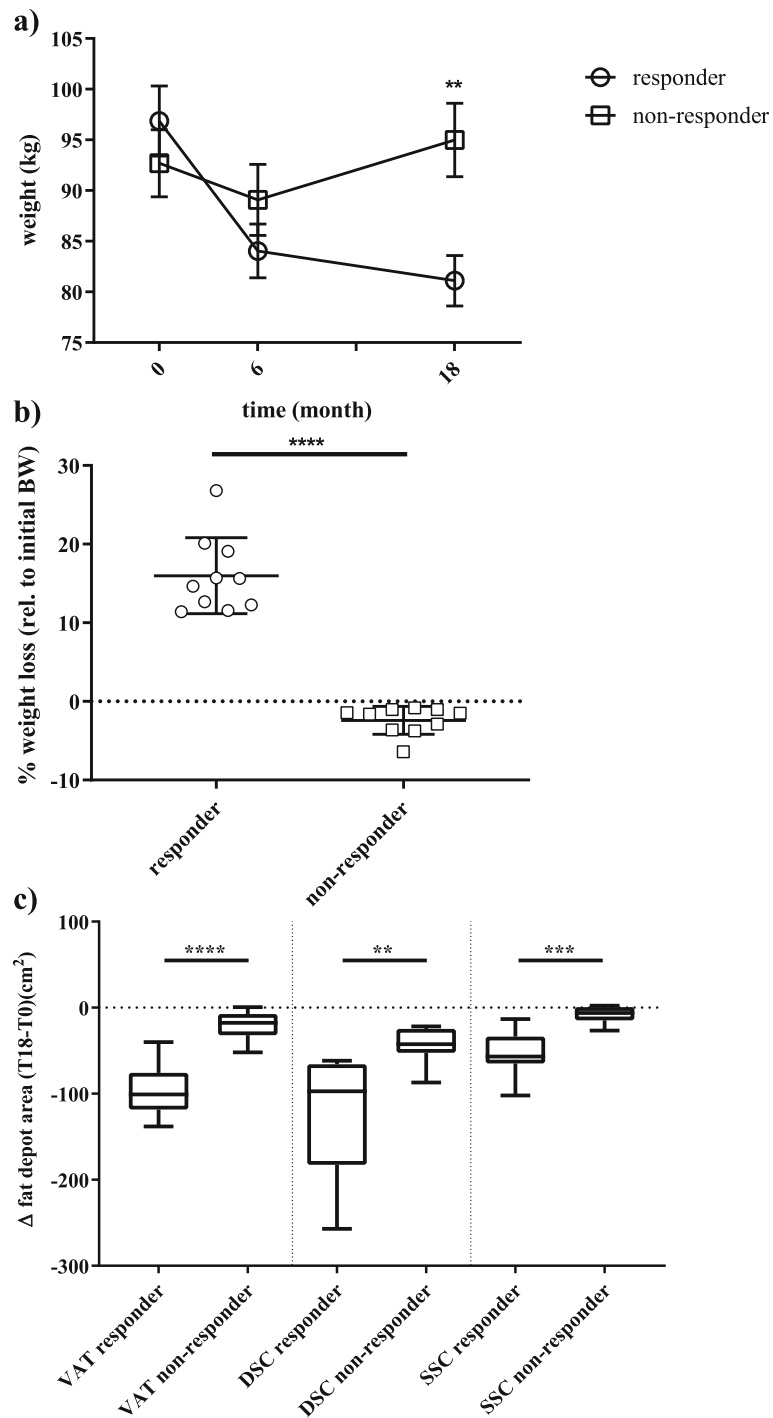 a)
105
100
95
90
85
80
75
weight (kg)
**
responder
non-responder
0
6
18
time (month)
b)
****
30
20
10
0
-10
% weight loss (rel. to initial BW)
responder
non-responder
c)
100
0
-100
-200
-300
Δ fat depot area (T18-T0)(cm²)
****
**
***
VAT responder
VAT non-responder
DSC responder
DSC non-responder
SSC responder
SSC non-responder